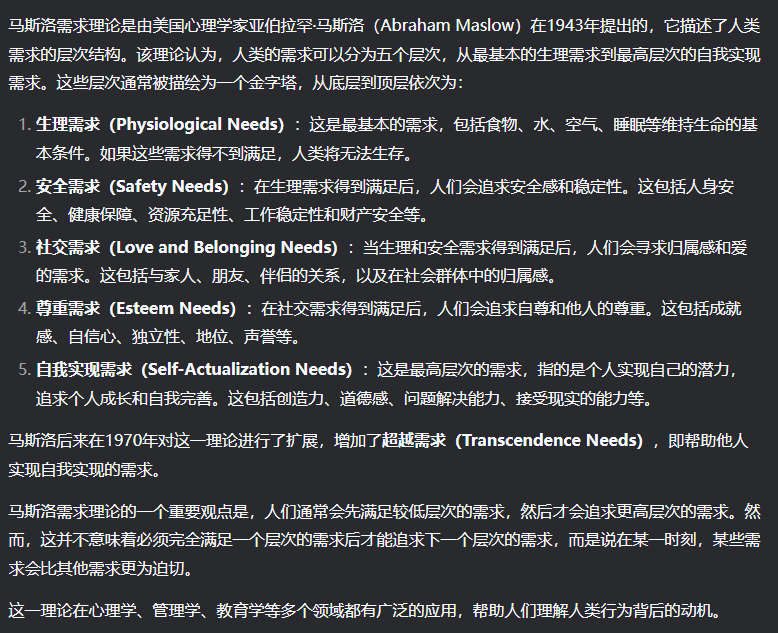 马斯洛需求理论是由美国心理学家亚伯拉罕·马斯洛（Abraham Maslow）在1943年提出的，它描述了人类
需求的层次结构。该理论认为，人类的需求可以分为五个层次，从最基本的生理需求到最高层次的自我实现
需求。这些层次通常被描绘为一个金字塔，从底层到顶层依次为：
1. 生理需求（Physiological Needs）：这是最基本的需求，包括食物、水、空气、睡眠等维持生命的基
本条件。如果这些需求得不到满足，人类将无法生存。
2. 安全需求（Safety Needs）：在生理需求得到满足后，人们会追求安全感和稳定性。这包括人身安
全、健康保障、资源充足性、工作稳定性和财产安全等。
3. 社交需求（Love and Belonging Needs）：当生理和安全需求得到满足后，人们会寻求归属感和爱
的需求。这包括与家人、朋友、伴侣的关系，以及在社会群体中的归属感。
4. 尊重需求（Esteem Needs）：在社交需求得到满足后，人们会追求自尊和他人的尊重。这包括成就
感、自信心、独立性、地位、声誉等。
5. 自我实现需求（Self-Actualization Needs）：这是最高层次的需求，指的是个人实现自己的潜力，
追求个人成长和自我完善。这包括创造力、道德感、问题解决能力、接受现实的能力等。
马斯洛后来在1970年对这一理论进行了扩展，增加了超越需求（Transcendence Needs），即帮助他人
实现自我实现的需求。
马斯洛需求理论的一个重要观点是，人们通常会先满足较低层次的需求，然后才会追求更高层次的需求。然
而，这并不意味着必须完全满足一个层次的需求后才能追求下一个层次的需求，而是说在某一时刻，某些需
求会比其他需求更为迫切。
这一理论在心理学、管理学、教育学等多个领域都有广泛的应用，帮助人们理解人类行为背后的动机。